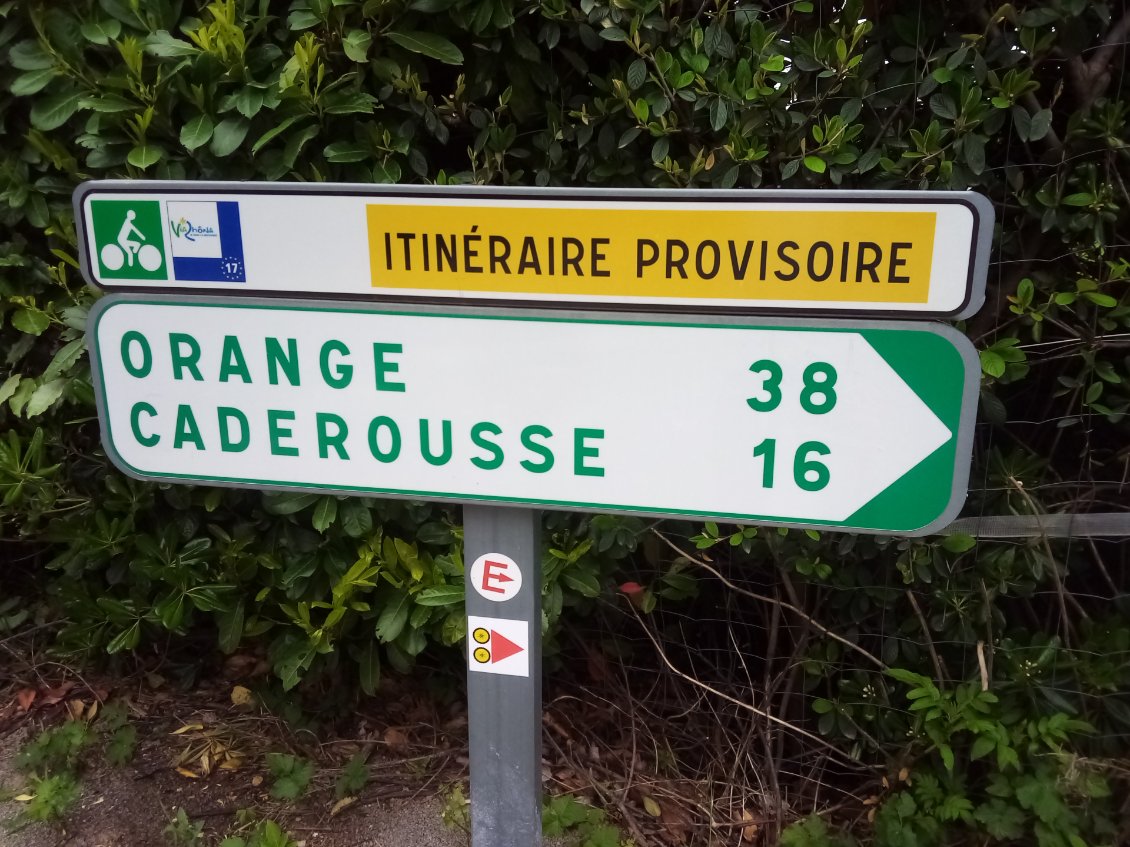 ViaRhôna
17
ITINÉRAIRE PROVISOIRE
ORANGE 38
CADEROUSSE 16
E